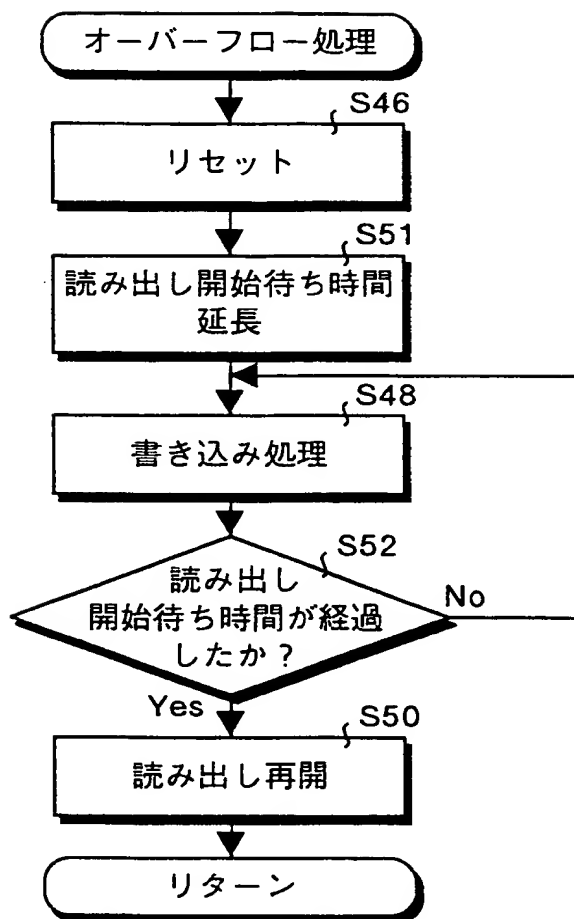 オーバーフロー処理
S46
リセット
S51
読み出し開始待ち時間
延長
S48
書き込み処理
S52
読み出し
開始待ち時間が経過
したか？
No
Yes
S50
読み出し再開
リターン